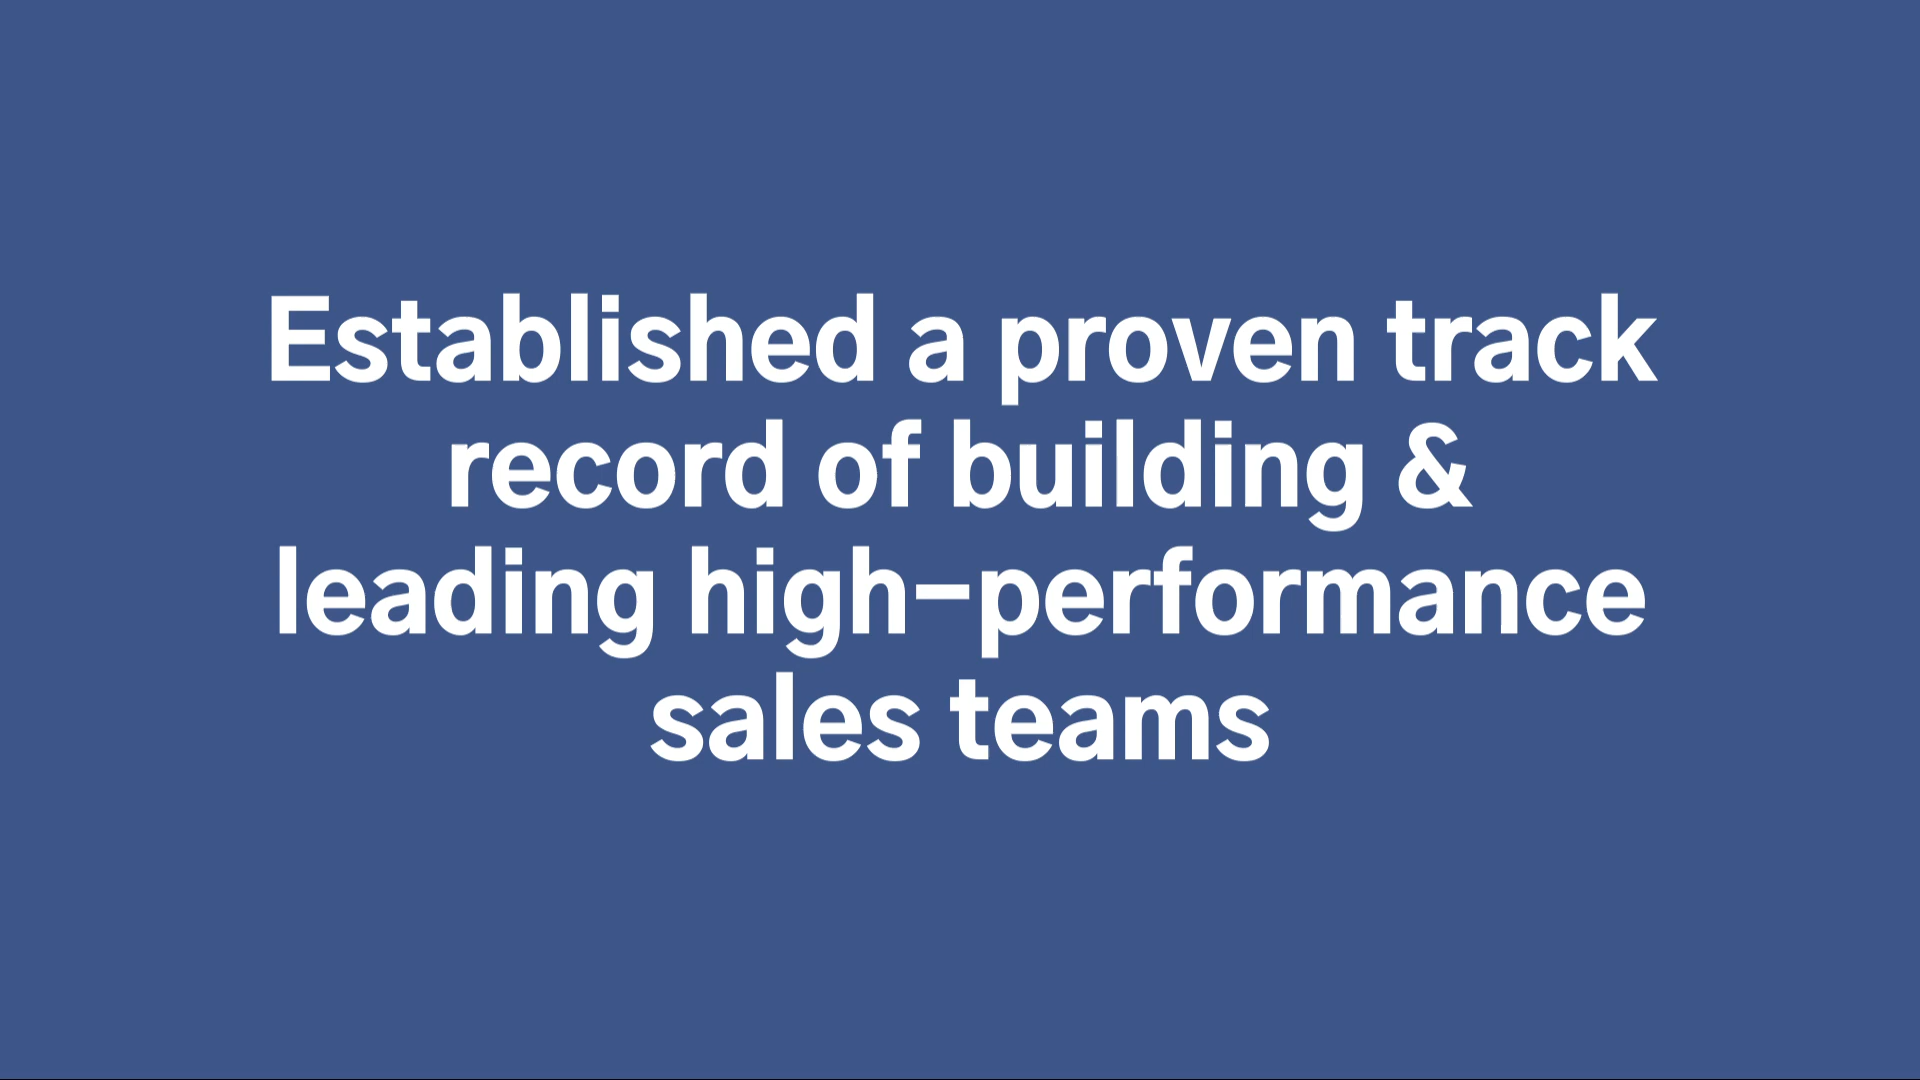 Established a proven track
record of building &
leading high-performance
sales teams